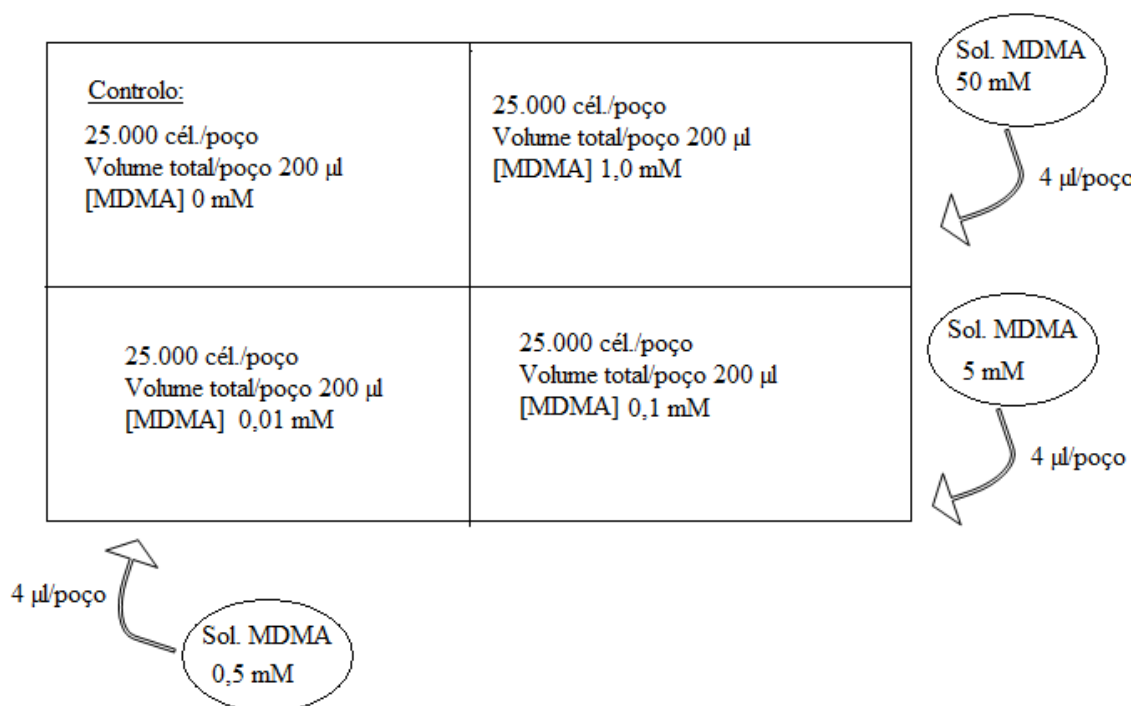 Controlo:
25.000 cél./poço
Volume total/poço 200 µl
[MDMA] 0 mM
25.000 cél./poço
Volume total/poço 200 µl
[MDMA] 1,0 mM
Sol. MDMA
50 mM
4 µl/poço
25.000 cél./poço
Volume total/poço 200 µl
[MDMA] 0,01 mM
25.000 cél./poço
Volume total/poço 200 µl
[MDMA] 0,1 mM
Sol. MDMA
5 mM
4 µl/poço
4 µl/poço
Sol. MDMA
0,5 mM